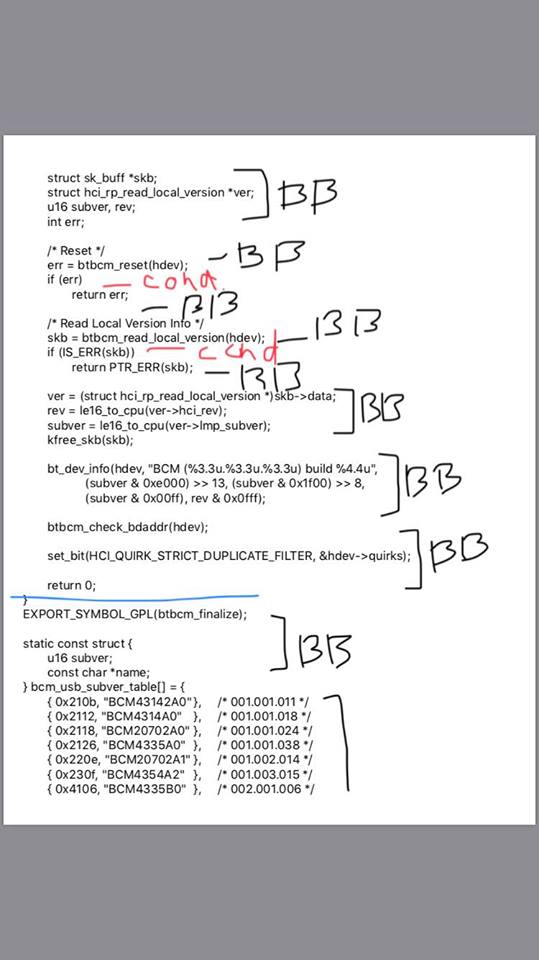 struct sk_buff *skb;
struct hci_rp_read_local_version *ver;
u16 subver, rev;
int err;
BB
/* Reset */
err = btbcm_reset(hdev);
BB
if (err)
cond
return err;
BB
/* Read Local Version Info */
skb = btbcm_read_local_version(hdev);
BB
if (IS_ERR(skb))
cond
return PTR_ERR(skb);
BB
ver = (struct hci_rp_read_local_version *)skb->data;
rev = le16_to_cpu(ver->hci_rev);
subver = le16_to_cpu(ver->lmp_subver);
kfree_skb(skb);
BB
bt_dev_info(hdev, "BCM (%3.3u.%3.3u.%3.3u) build %4.4u",
(subver & 0xe000) >> 13, (subver & 0x1f00) >> 8,
(subver & 0x00ff), rev & 0x0fff);
BB
btbcm_check_bdaddr(hdev);
set_bit(HCI_QUIRK_STRICT_DUPLICATE_FILTER, &hdev->quirks);
BB
return 0;
}
EXPORT_SYMBOL_GPL(btbcm_finalize);
static const struct {
u16 subver;
const char *name;
BB
} bcm_usb_subver_table[] = {
{ 0x210b, "BCM43142A0"}, /* 001.001.011 */
{ 0x2112, "BCM4314A0" }, /* 001.001.018 */
{ 0x2118, "BCM20702A0" }, /* 001.001.024 */
{ 0x2126, "BCM4335A0" }, /* 001.001.038 */
{ 0x220e, "BCM20702A1" }, /* 001.002.014 */
{ 0x230f, "BCM4354A2" }, /* 001.003.015 */
{ 0x4106, "BCM4335B0" }, /* 002.001.006 */